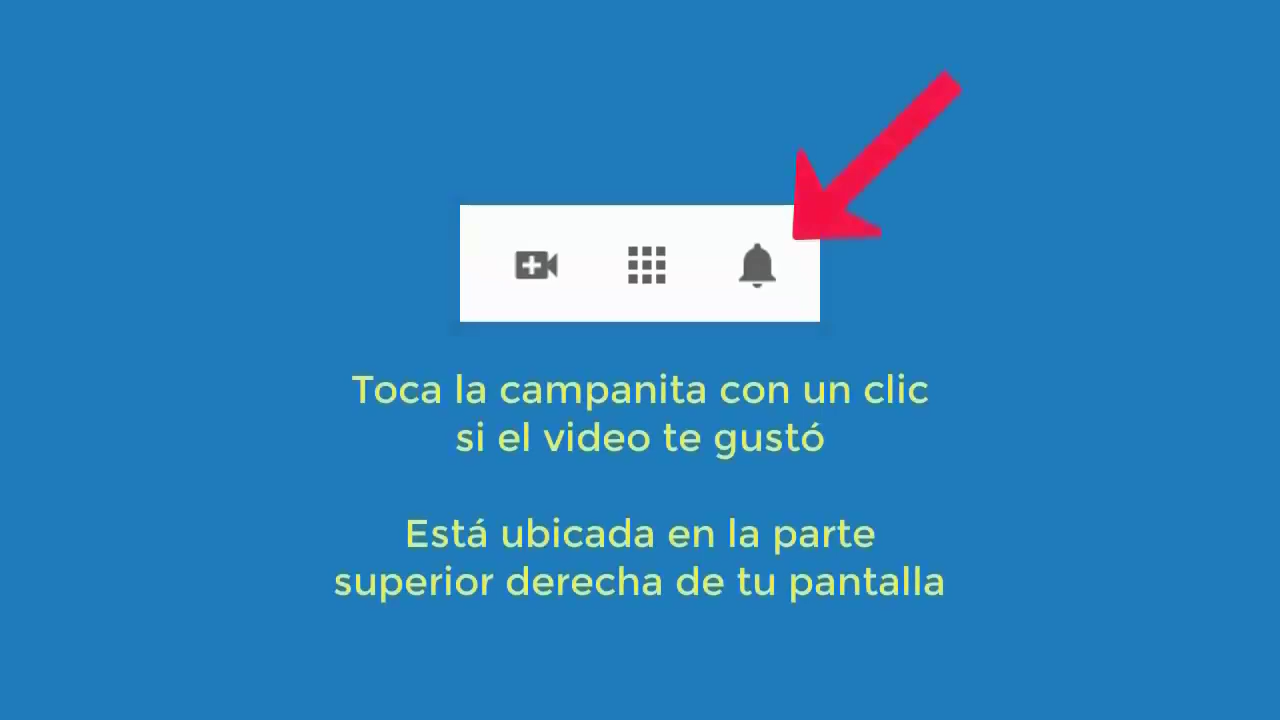 Toca la campanita con un clic
si el video te gustó
Está ubicada en la parte
superior derecha de tu pantalla